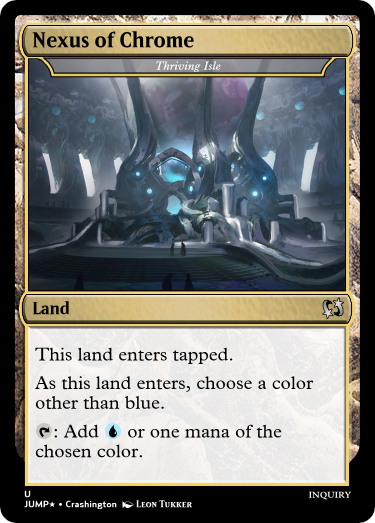 Nexus of Chrome
Thriving Isle
Land
This land enters tapped.
As this land enters, choose a color
other than blue.
: Add or one mana of the
chosen color.
U
INQUIRY
JUMP★ • Crashington LEON TUKKER